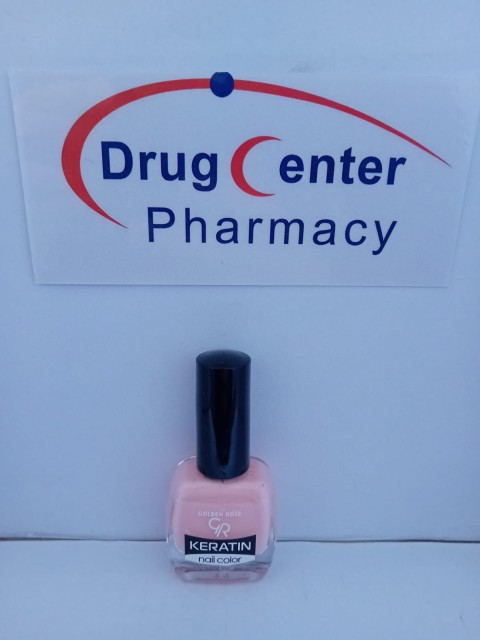 Drug Center
Pharmacy
GOLDEN ROSE
GR
KERATIN
nail color